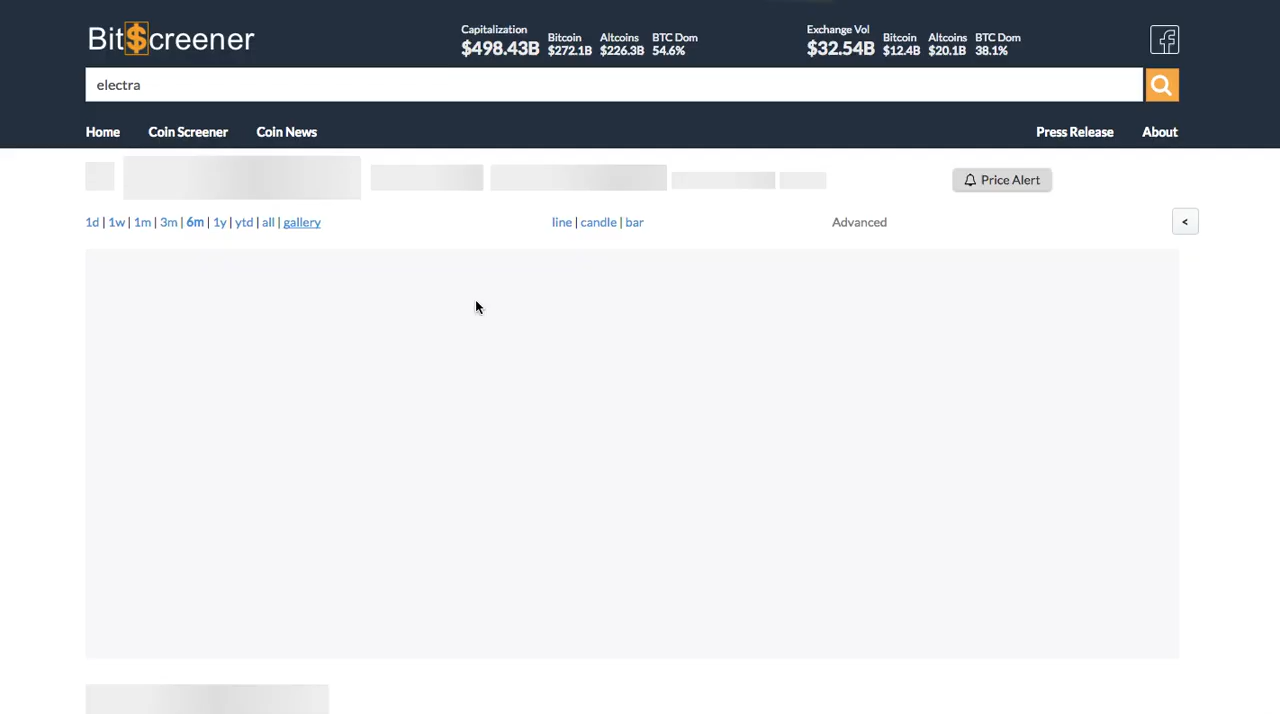 Bit$creener
Capitalization
$498.43B
Bitcoin
$272.1B
Altcoins
$226.3B
BTC Dom
54.6%
Exchange Vol
$32.54B
Bitcoin
$12.4B
Altcoins
$20.1B
BTC Dom
38.1%
electra
Home
Coin Screener
Coin News
Press Release
About
Price Alert
1d | 1w | 1m | 3m | 6m | 1y | ytd | all | gallery
line | candle | bar
Advanced
<